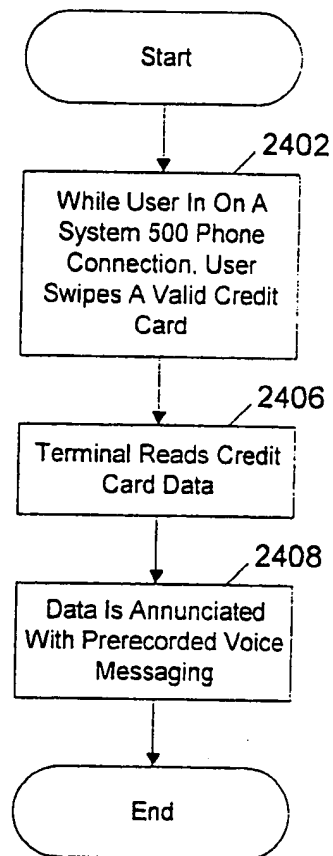 Start
2402
While User In On A
System 500 Phone
Connection. User
Swipes A Valid Credit
Card
2406
Terminal Reads Credit
Card Data
2408
Data Is Annunciated
With Prerecorded Voice
Messaging
End